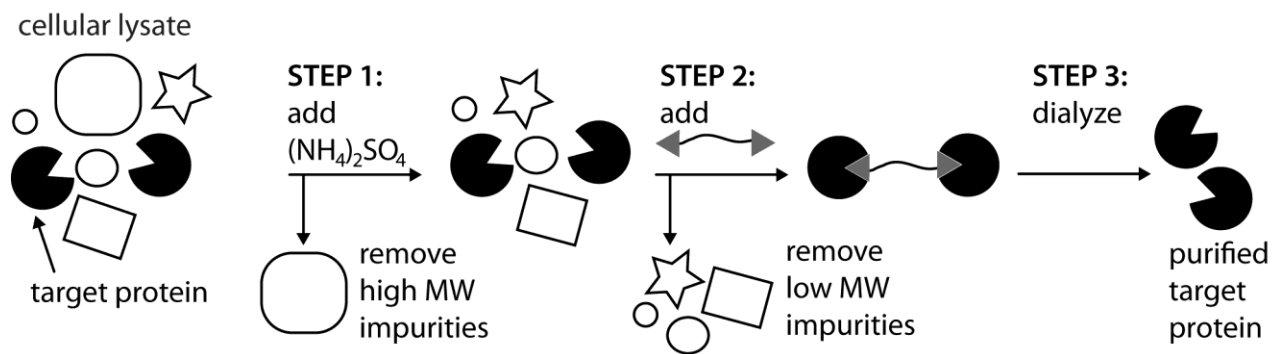 cellular lysate
target protein
STEP 1:
add
(NH₄)₂SO₄
remove
high MW
impurities
STEP 2:
add
remove
low MW
impurities
STEP 3:
dialyze
purified
target
protein